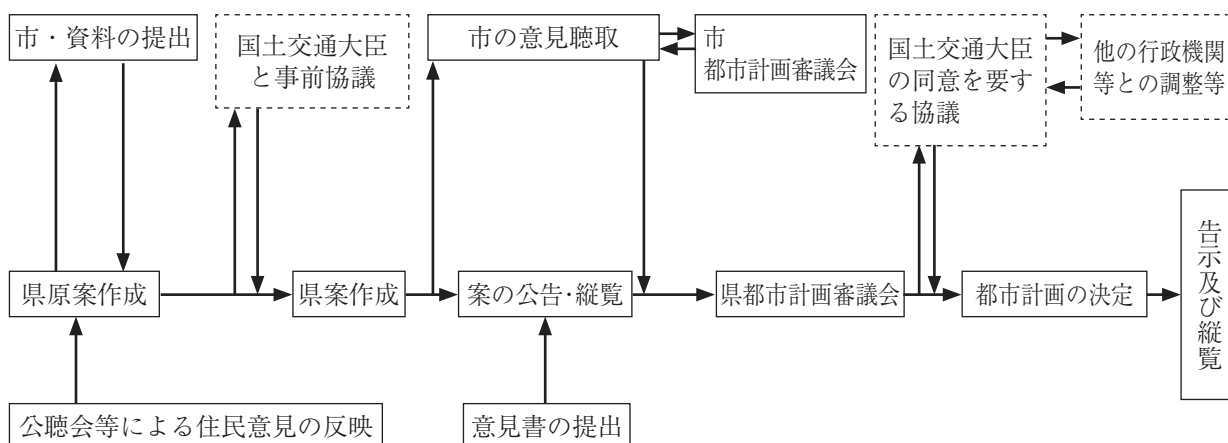 市・資料の提出
国土交通大臣
と事前協議
市の意見聴取
市
都市計画審議会
国土交通大臣
の同意を要す
る協議
他の行政機関
等との調整等
県原案作成
県案作成
案の公告・縦覧
県都市計画審議会
都市計画の決定
告示及び縦覧
公聴会等による住民意見の反映
意見書の提出